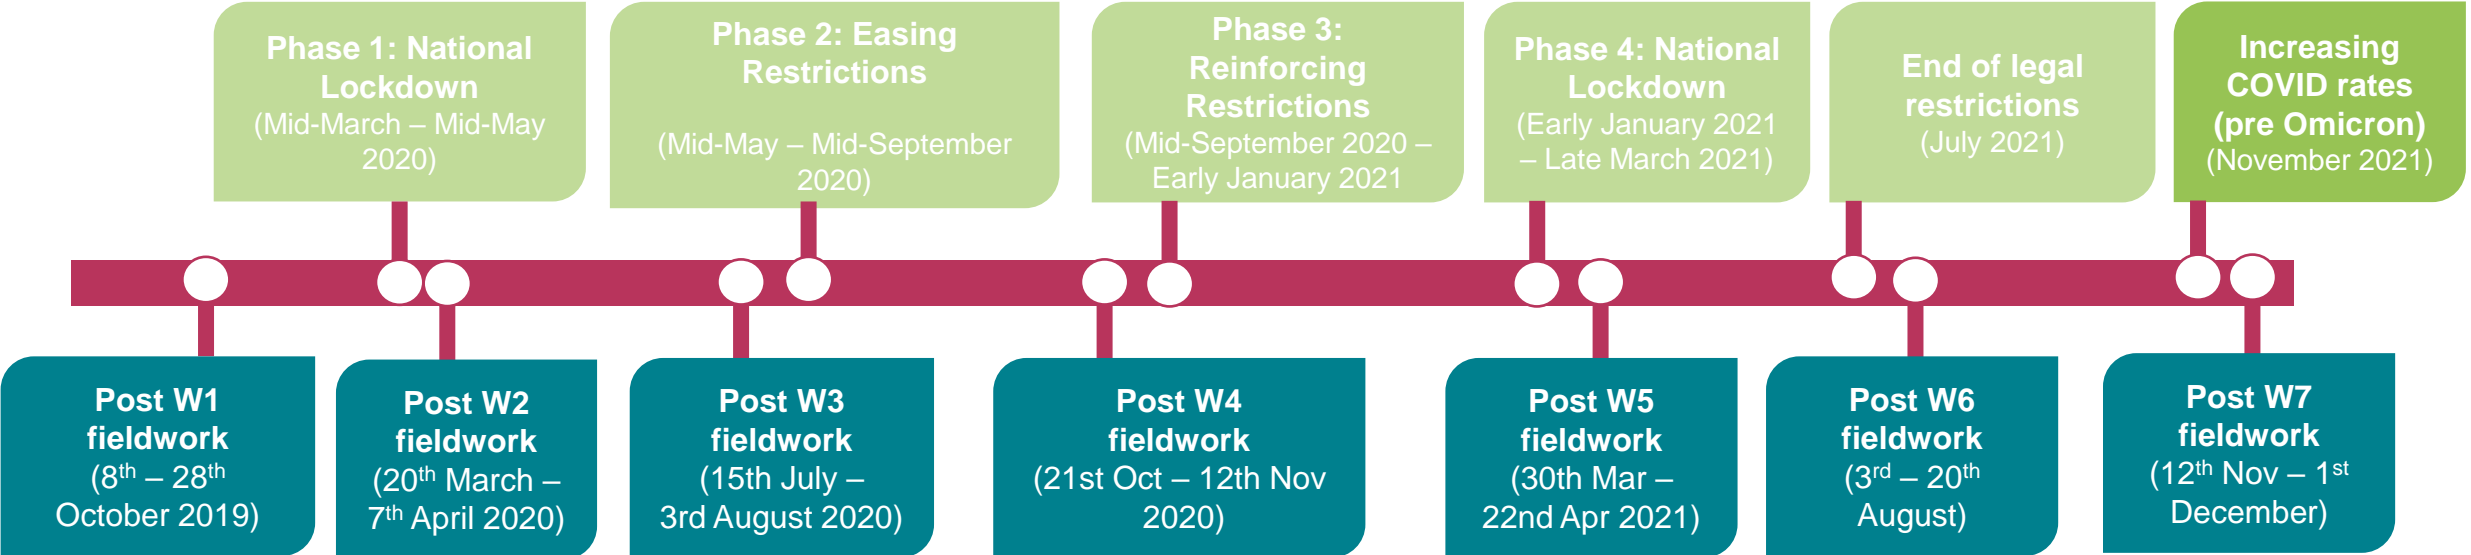 Phase 1: National
Lockdown
(Mid-March – Mid-May
2020)
Phase 2: Easing
Restrictions
(Mid-May – Mid-September
2020)
Phase 3:
Reinforcing
Restrictions
(Mid-September 2020 –
Early January 2021
Phase 4: National
Lockdown
(Early January 2021
– Late March 2021)
End of legal
restrictions
(July 2021)
Increasing
COVID rates
(pre Omicron)
(November 2021)
Post W1
fieldwork
(8th – 28th
October 2019)
Post W2
fieldwork
(20th March –
7th April 2020)
Post W3
fieldwork
(15th July –
3rd August 2020)
Post W4
fieldwork
(21st Oct – 12th Nov
2020)
Post W5
fieldwork
(30th Mar –
22nd Apr 2021)
Post W6
fieldwork
(3rd – 20th
August)
Post W7
fieldwork
(12th Nov – 1st
December)